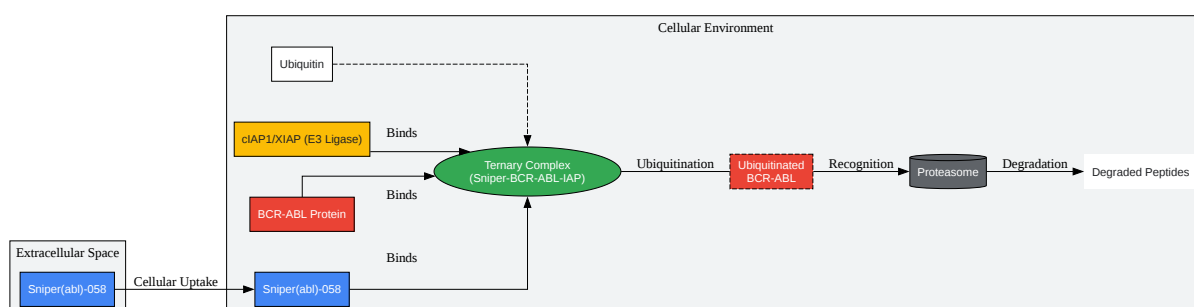 Cellular Environment
Ubiquitin
cIAP1/XIAP (E3 Ligase)
Binds
Ternary Complex
(Sniper-BCR-ABL-IAP)
Ubiquitination
Ubiquitinated
BCR-ABL
Recognition
Proteasome
Degradation
Degraded Peptides
Binds
BCR-ABL Protein
Extracellular Space
Binds
Sniper(abl)-058
Cellular Uptake
Sniper(abl)-058